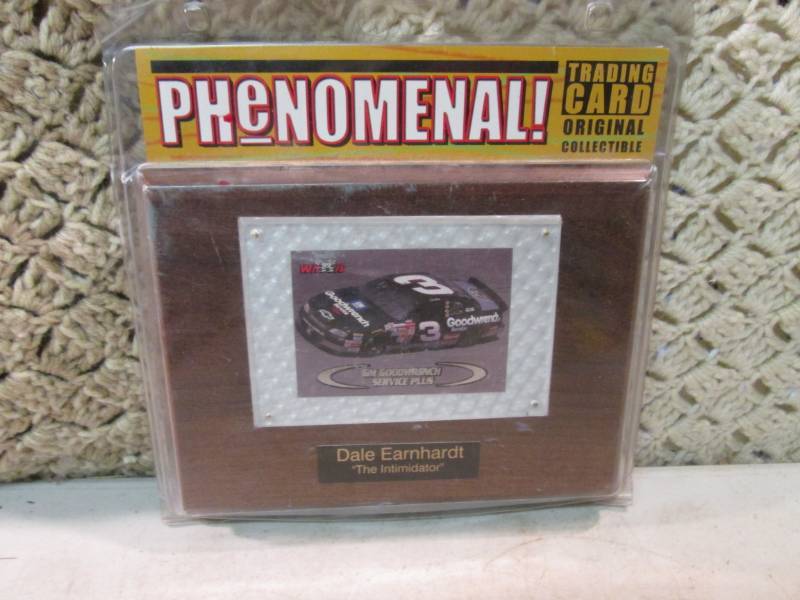 PHeNOMENAL!
TRADING
CARD
ORIGINAL
COLLECTIBLE
3
Goodwrench
3
Goodwrench
GM GOODWRENCH
SERVICE PLUS
Dale Earnhardt
"The Intimidator"